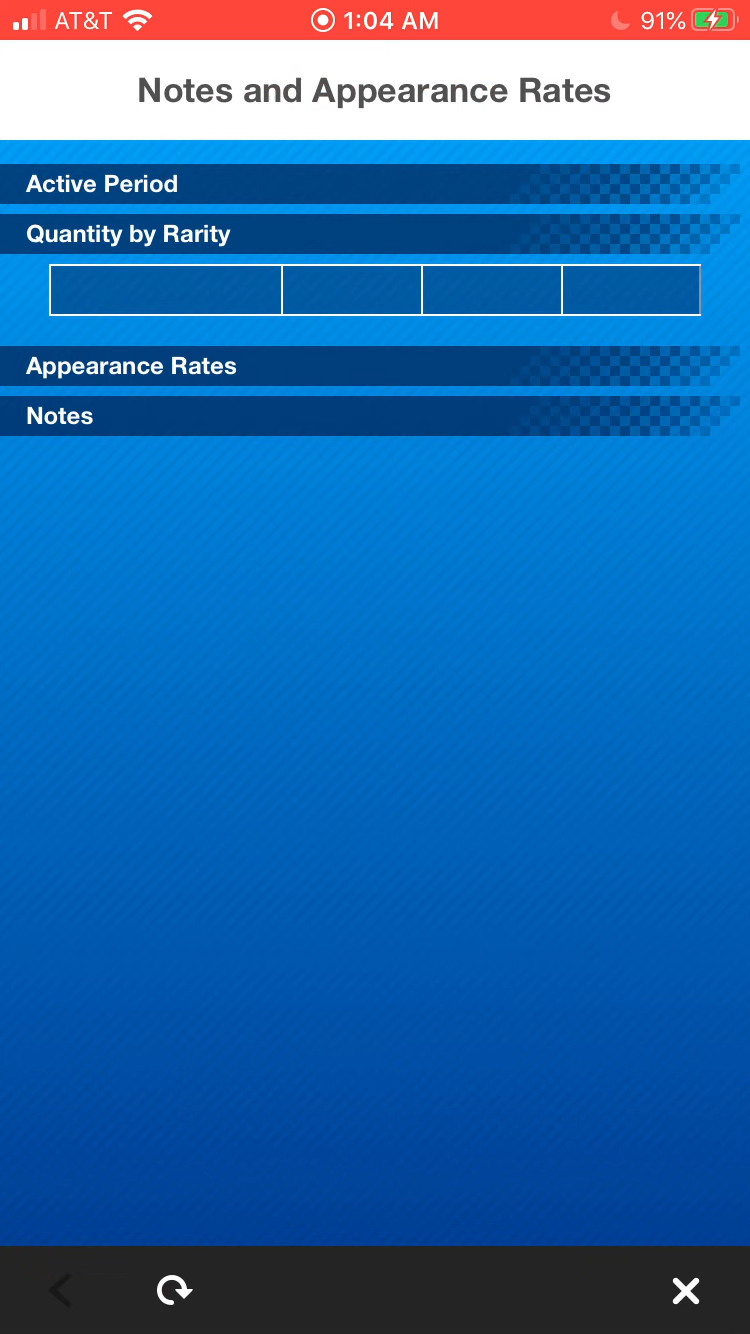 AT&T 1:04 AM 91%
Notes and Appearance Rates
Active Period
Quantity by Rarity
Appearance Rates
Notes